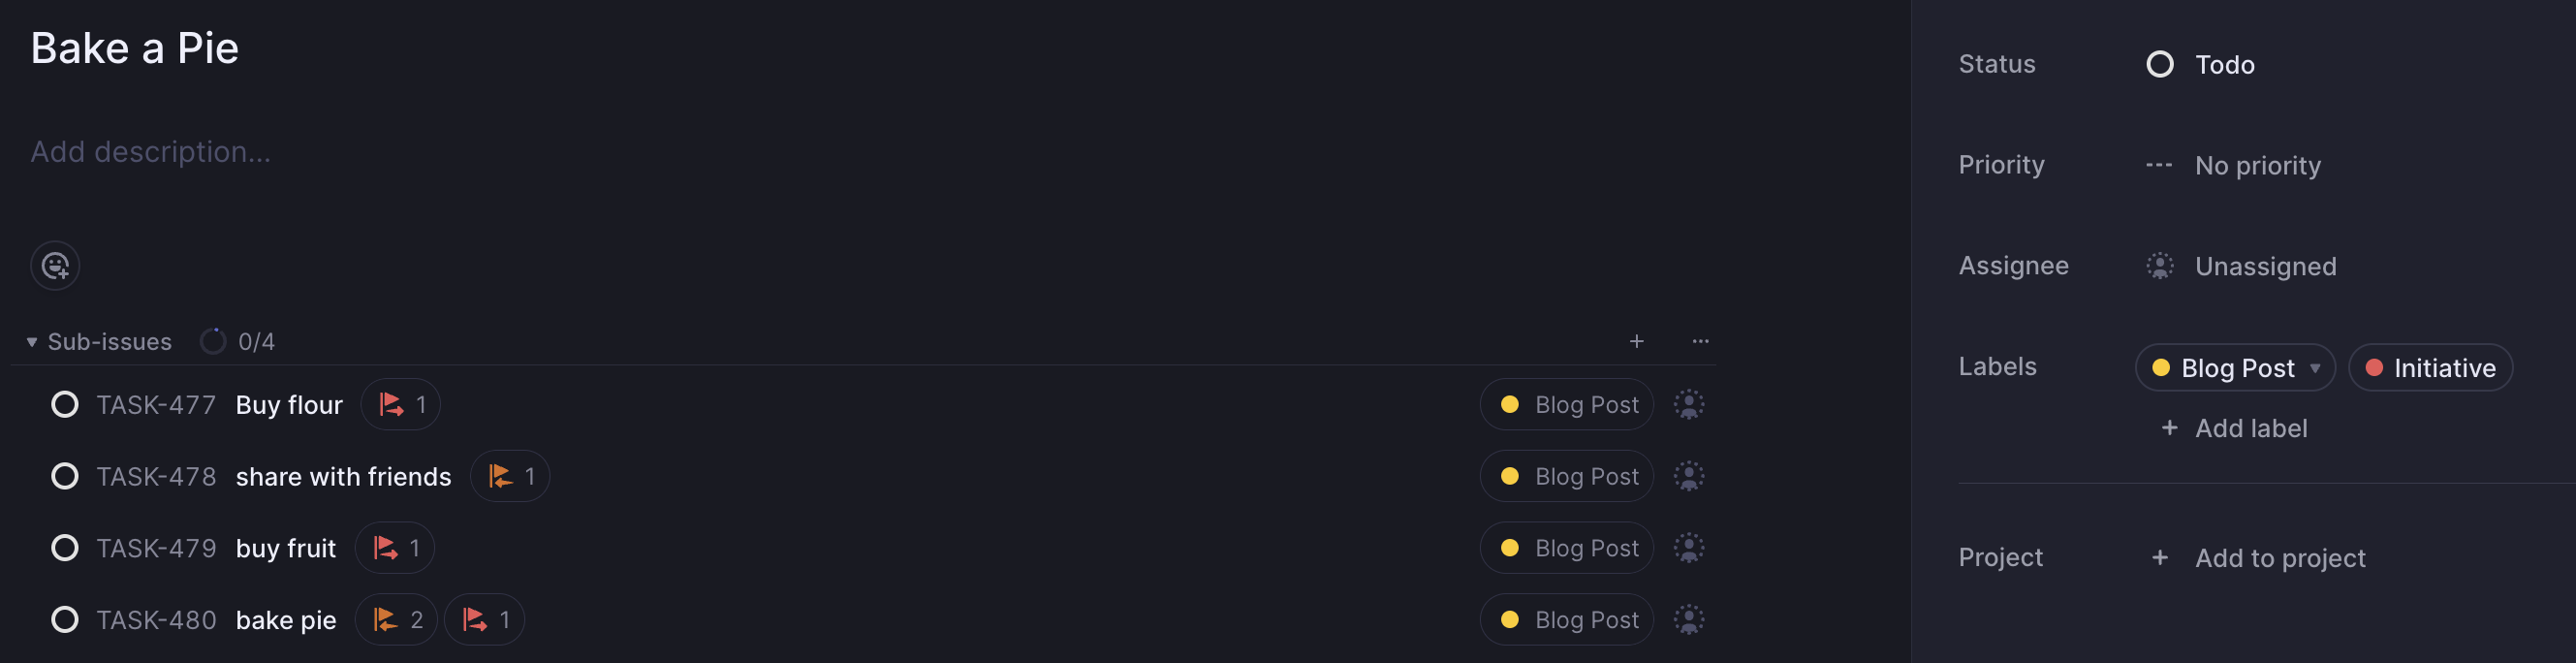 Bake a Pie
Add description...
Sub-issues 0/4 + ...
TASK-477 Buy flour 1 Blog Post
TASK-478 share with friends 1 Blog Post
TASK-479 buy fruit 1 Blog Post
TASK-480 bake pie 2 1 Blog Post
Status Todo
Priority --- No priority
Assignee Unassigned
Labels Blog Post Initiative
+ Add label
Project + Add to project